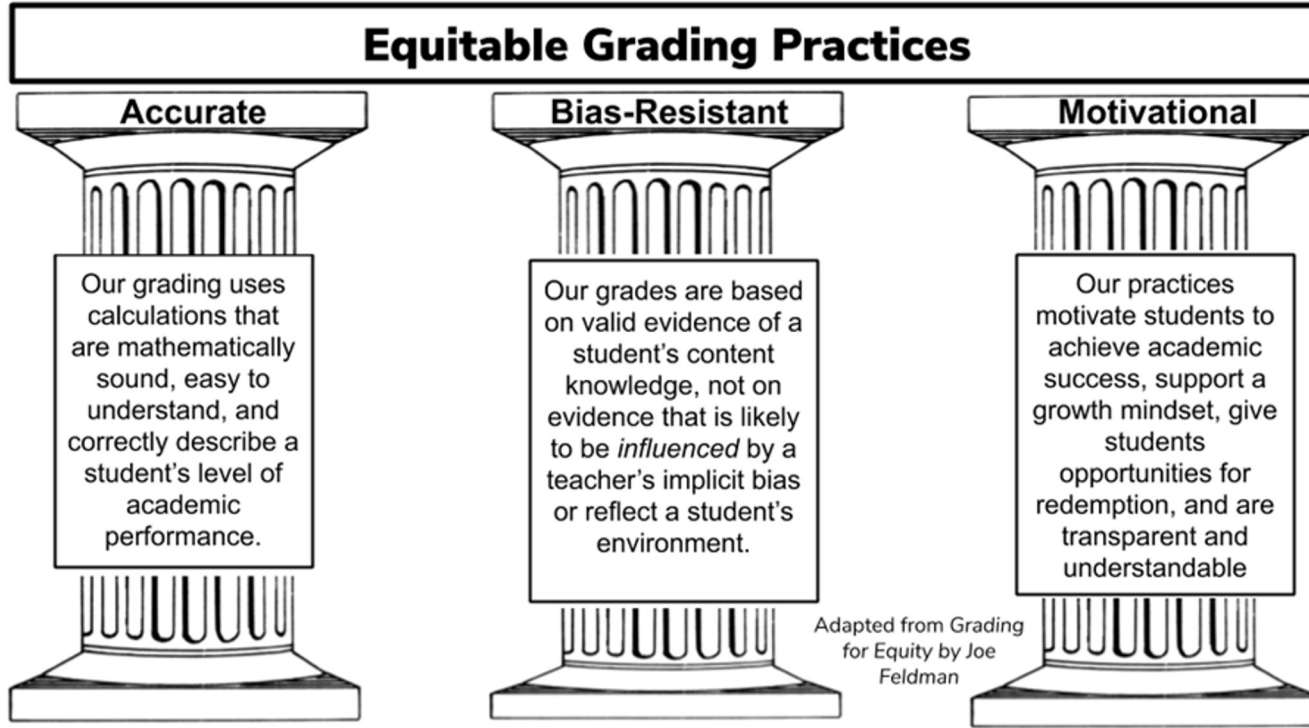 Equitable Grading Practices
Accurate
Our grading uses
calculations that
are mathematically
sound, easy to
understand, and
correctly describe a
student's level of
academic
performance.
Bias-Resistant
Our grades are based
on valid evidence of a
student's content
knowledge, not on
evidence that is likely
to be influenced by a
teacher's implicit bias
or reflect a student's
environment.
Motivational
Our practices
motivate students to
achieve academic
success, support a
growth mindset, give
students
opportunities for
redemption, and are
transparent and
understandable
Adapted from Grading
for Equity by Joe
Feldman